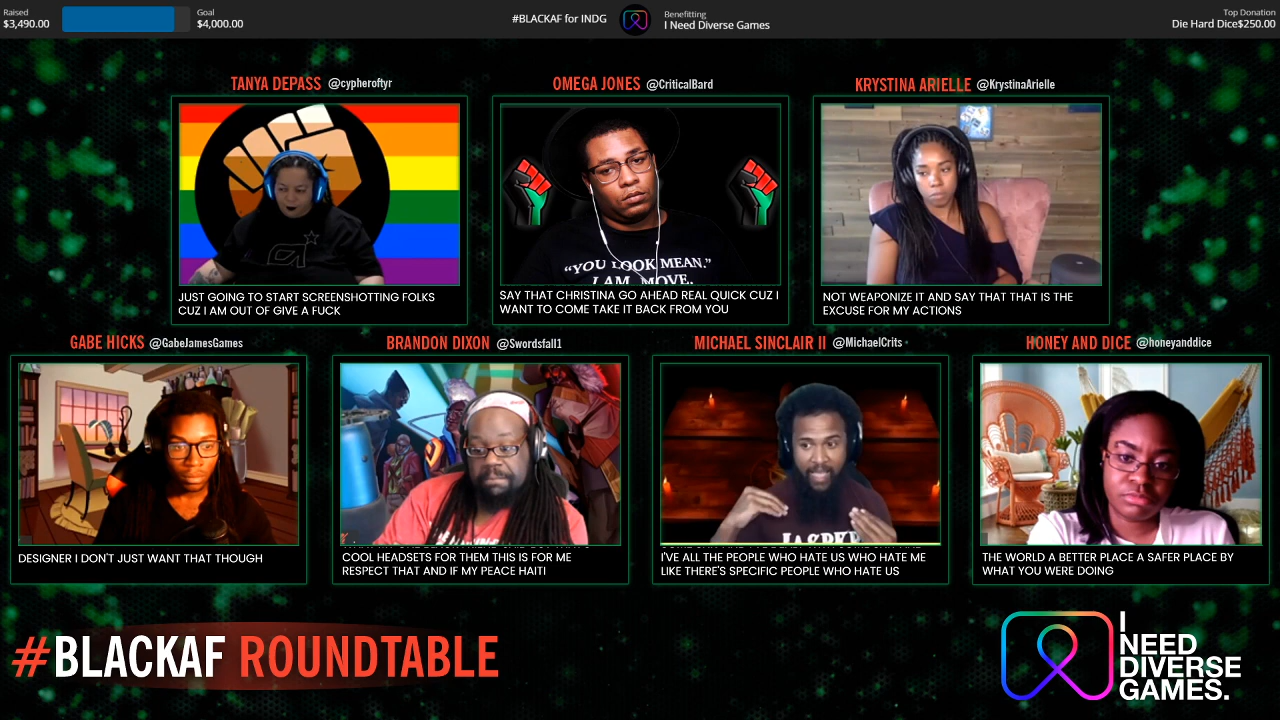 Raised
$3,490.00
Goal
$4,000.00
#BLACKAF for INDG
Benefitting
I Need Diverse Games
Top Donation
Die Hard Dice$250.00
TANYA DEPASS @cypheroftyr
OMEGA JONES @CriticalBard
KRYSTINA ARIELLE @KrystinaArielle
"YOU LOOK MEAN."
I AM. MOVE.
JUST GOING TO START SCREENSHOTTING FOLKS
CUZ I AM OUT OF GIVE A FUCK
SAY THAT CHRISTINA GO AHEAD REAL QUICK CUZ I
WANT TO COME TAKE IT BACK FROM YOU
NOT WEAPONIZE IT AND SAY THAT THAT IS THE
EXCUSE FOR MY ACTIONS
GABE HICKS @GabeJamesGames
BRANDON DIXON @Swordsfall1
MICHAEL SINCLAIR II @MichaelCrits
HONEY AND DICE @honeyanddice
JASPER
DESIGNER I DON'T JUST WANT THAT THOUGH
COOL HEADSETS FOR THEM THIS IS FOR ME
RESPECT THAT AND IF MY PEACE HAITI
I'VE ALL THE PEOPLE WHO HATE US WHO HATE ME
LIKE THERE'S SPECIFIC PEOPLE WHO HATE US
THE WORLD A BETTER PLACE A SAFER PLACE BY
WHAT YOU WERE DOING
#BLACKAF ROUNDTABLE
I
NEED
DIVERSE
GAMES.